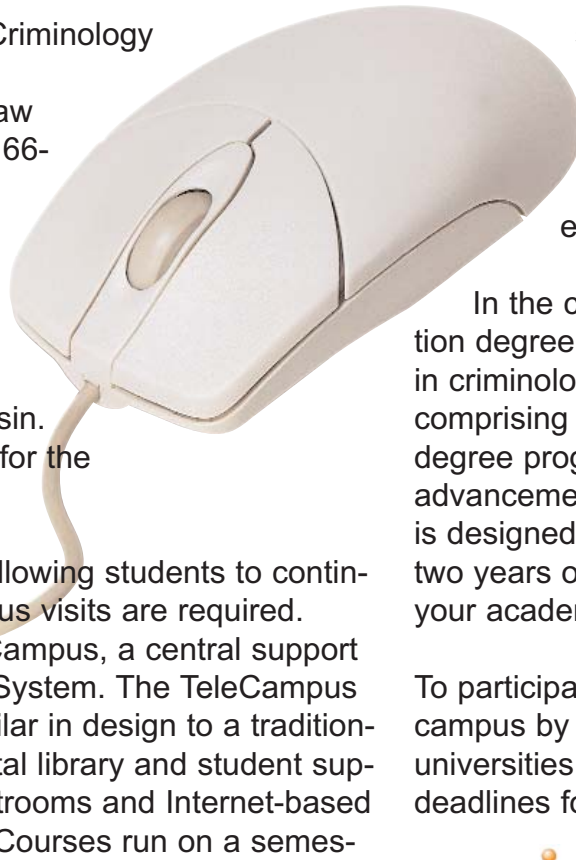 Criminology
aw
66-
sin.
for the
llowing students to contin-
us visits are required.
Campus, a central support
System. The TeleCampus
ilar in design to a tradition-
tal library and student sup-
trooms and Internet-based
Courses run on a semes-
e
In the c
tion degree
in criminolo
comprising
degree prog
advanceme
is designed
two years o
your acader
To participa
campus by
universities
deadlines fo